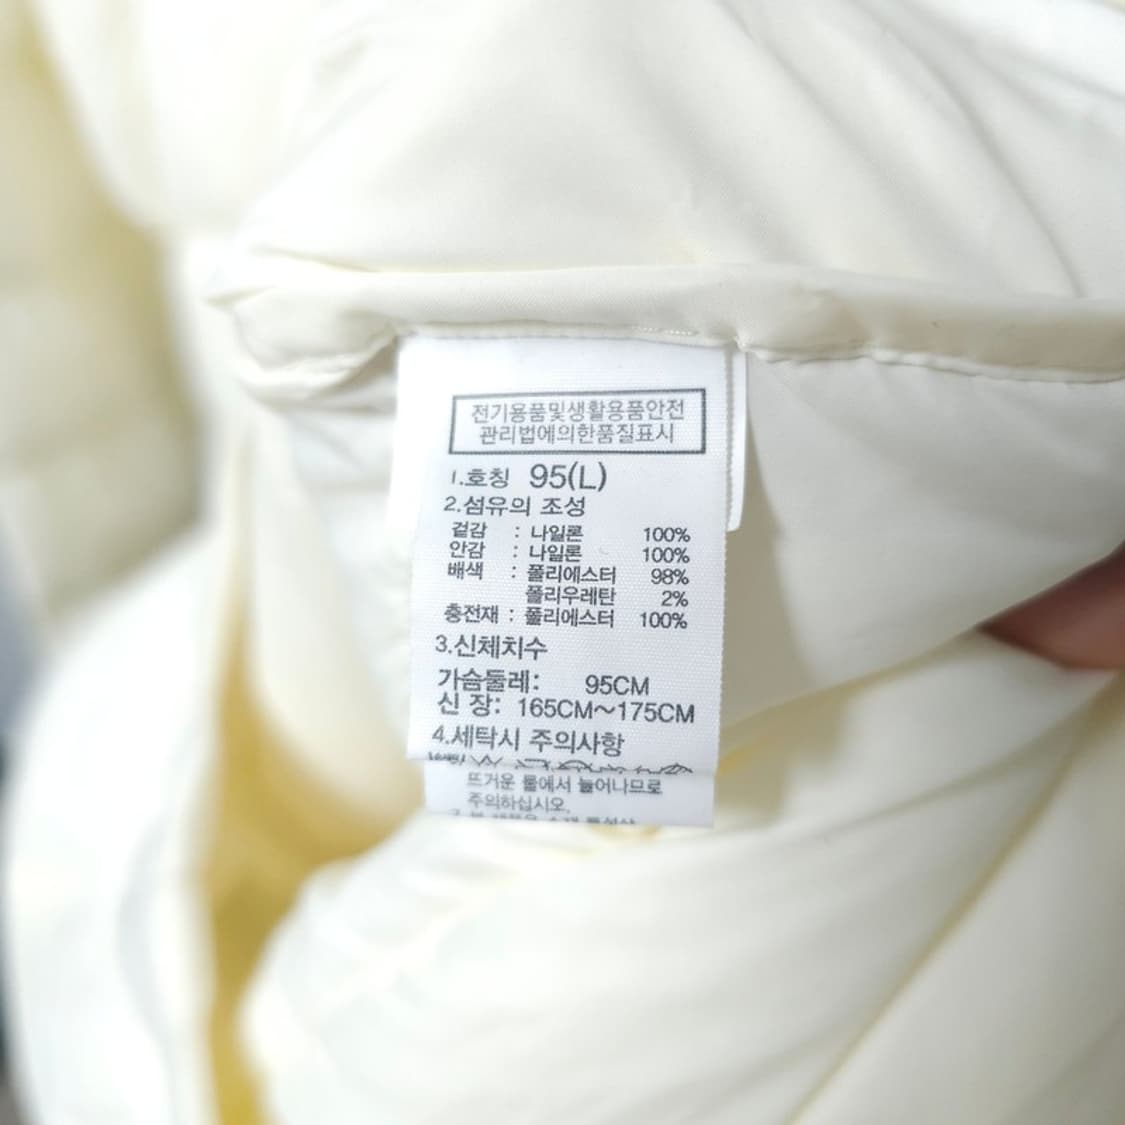 전기용품및생활용품안전
관리법에의한품질표시
1.호칭 95(L)
2.섬유의 조성
겉감 : 나일론 100%
안감 : 나일론 100%
배색 : 폴리에스터 98%
폴리우레탄 2%
충전재 : 폴리에스터 100%
3.신체치수
가슴둘레: 95CM
신 장: 165CM~175CM
4.세탁시 주의사항
뜨거운 물에서 늘어나므로
주의하십시오.